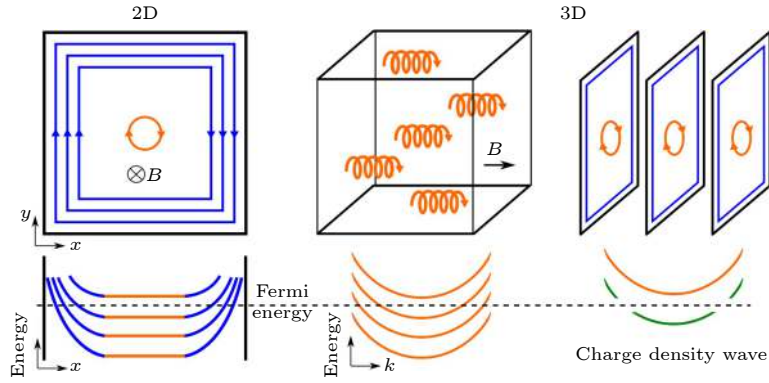 2D
3D
B
y
x
B
Energy
x
Fermi
energy
Energy
k
Charge density wave